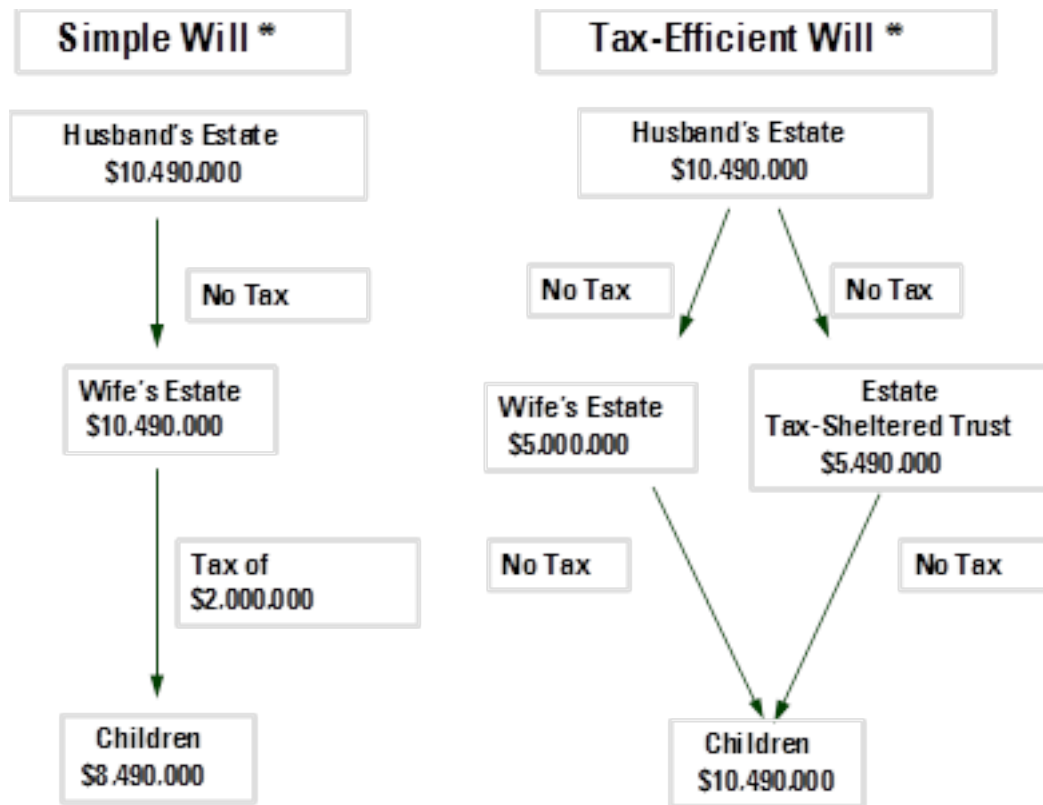 Simple Will *
Husband's Estate
$10.490.000
No Tax
Wife's Estate
$10.490.000
Tax of
$2.000.000
Children
$8.490.000
Tax-Efficient Will *
Husband's Estate
$10.490.000
No Tax
No Tax
Wife's Estate
$5.000.000
Estate
Tax-Sheltered Trust
$5.490.000
No Tax
No Tax
Children
$10.490.000